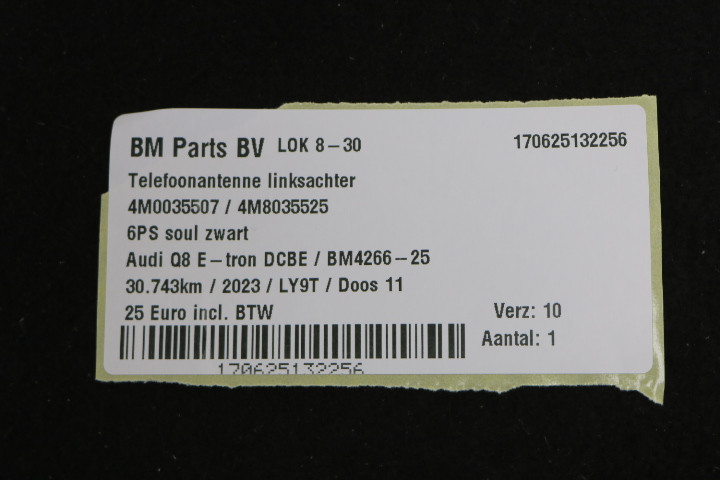 BM Parts BV LOK 8-30 170625132256
Telefoonantenne linksachter
4M0035507 / 4M8035525
6PS soul zwart
Audi Q8 E-tron DCBE / BM4266-25
30.743km / 2023 / LY9T / Doos 11
25 Euro incl. BTW Verz: 10
Aantal: 1
170625132256